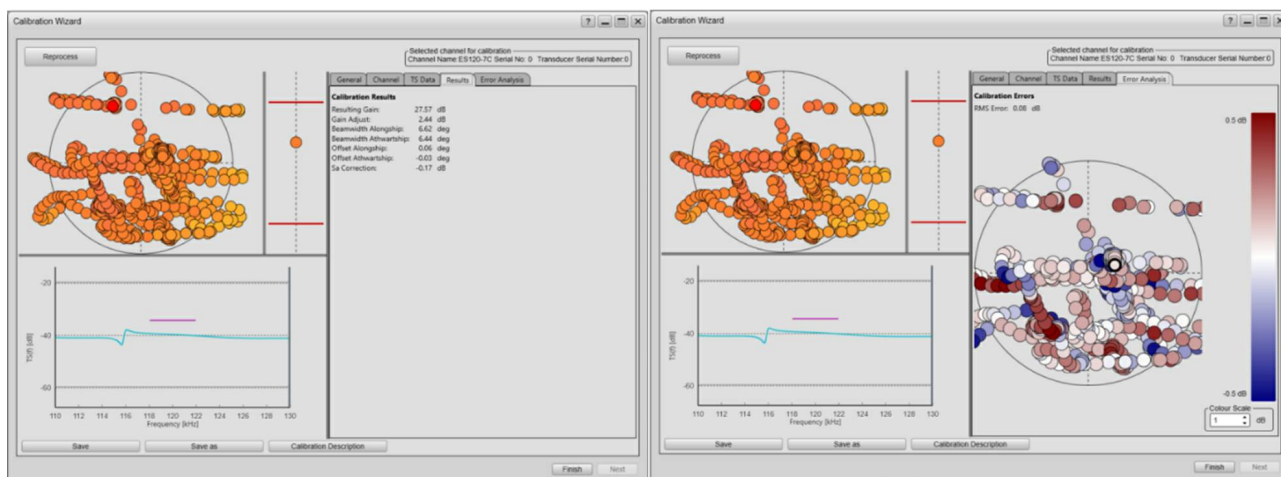 Calibration Wizard
Reprocess
Selected channel for calibration
Channel Name:ES120-7C Serial No: 0 Transducer Serial Number:0
General Channel TS Data Results Error Analysis
Calibration Results
Resulting Gain: 27.57 dB
Gain Adjust: 2.44 dB
Beamwidth Alongship: 6.62 deg
Beamwidth Athwartship: 6.44 deg
Offset Alongship: 0.06 deg
Offset Athwartship: -0.03 deg
Sa Correction: -0.17 dB
-20
-40
-60
TS(f) [dB]
110 112 114 116 118 120 122 124 126 128 130
Frequency [kHz]
Save Save as Calibration Description
Finish Next
Calibration Wizard
Reprocess
Selected channel for calibration
Channel Name:ES120-7C Serial No: 0 Transducer Serial Number:0
General Channel TS Data Results Error Analysis
Calibration Errors
RMS Error: 0.08 dB
0.5 dB
-0.5 dB
Colour Scale
1 dB
-20
-40
-60
TS(f) [dB]
110 112 114 116 118 120 122 124 126 128 130
Frequency [kHz]
Save Save as Calibration Description
Finish Next